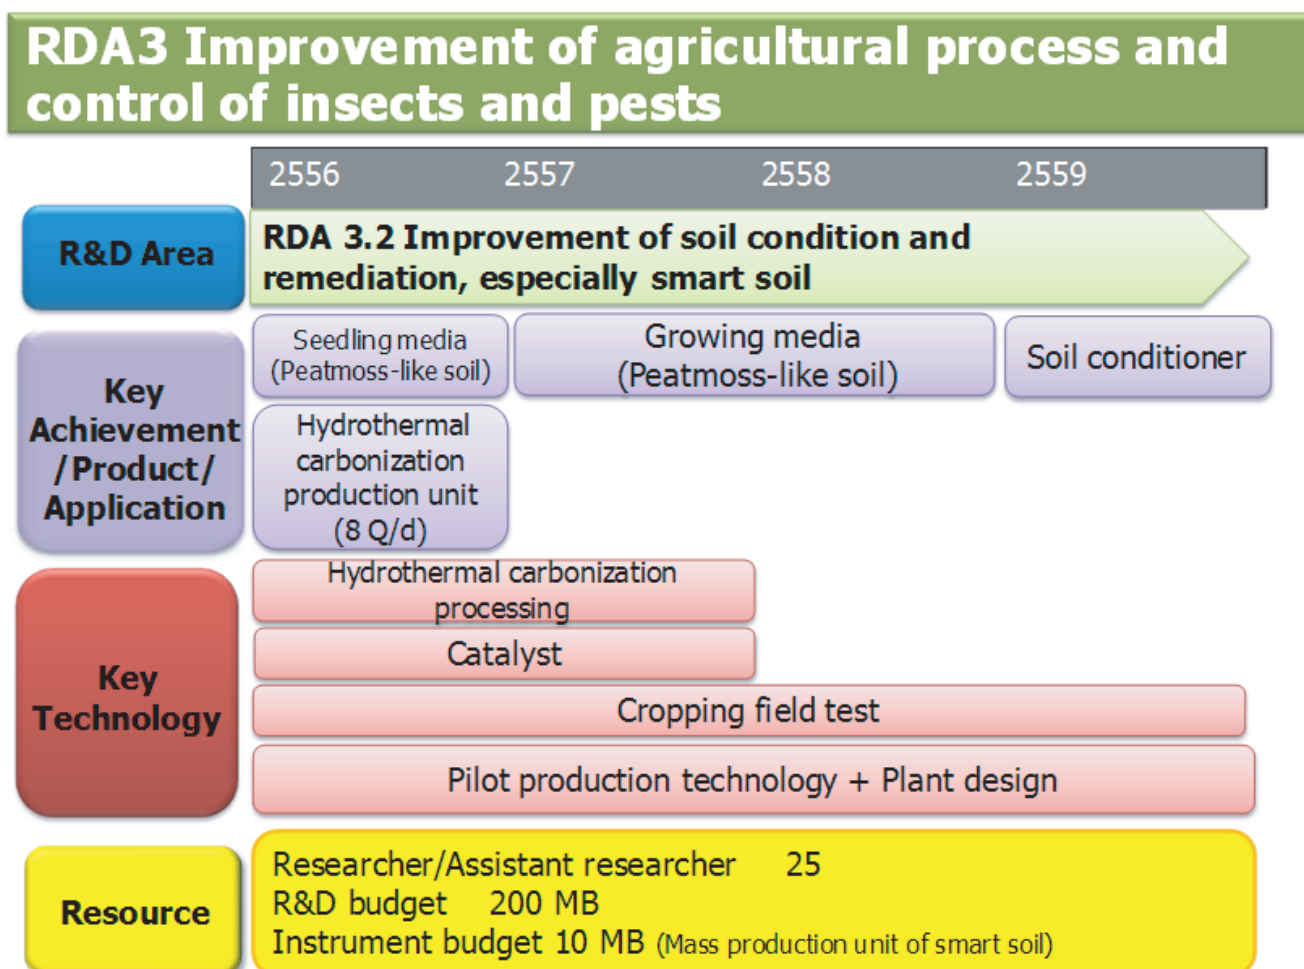 RDA3 Improvement of agricultural process and
control of insects and pests
2556 2557 2558 2559
R&D Area
RDA 3.2 Improvement of soil condition and
remediation, especially smart soil
Key
Achievement
/Product/
Application
Seedling media
(Peatmoss-like soil)
Growing media
(Peatmoss-like soil)
Soil conditioner
Hydrothermal
carbonization
production unit
(8 Q/d)
Key
Technology
Hydrothermal carbonization
processing
Catalyst
Cropping field test
Pilot production technology + Plant design
Resource
Researcher/Assistant researcher 25
R&D budget 200 MB
Instrument budget 10 MB (Mass production unit of smart soil)